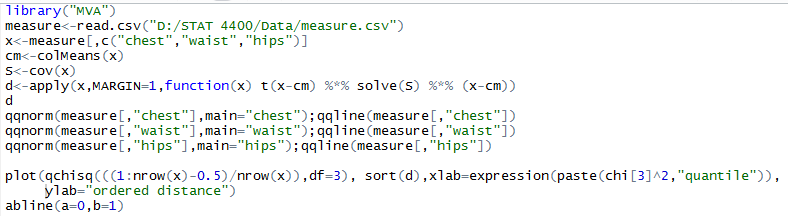 library("MVA")
measure<-read.csv("D:/STAT 4400/Data/measure.csv")
x<-measure[,c("chest","waist","hips")]
cm<-colMeans(x)
S<-cov(x)
d<-apply(x,MARGIN=1,function(x) t(x-cm) %*% solve(S) %*% (x-cm))
d
qqnorm(measure[,"chest"],main="chest");qqline(measure[,"chest"])
qqnorm(measure[,"waist"],main="waist");qqline(measure[,"waist"])
qqnorm(measure[,"hips"],main="hips");qqline(measure[,"hips"])
plot(qchisq(((1:nrow(x)-0.5)/nrow(x)),df=3), sort(d),xlab=expression(paste(chi[3]^2,"quantile")),
ylab="ordered distance")
abline(a=0,b=1)